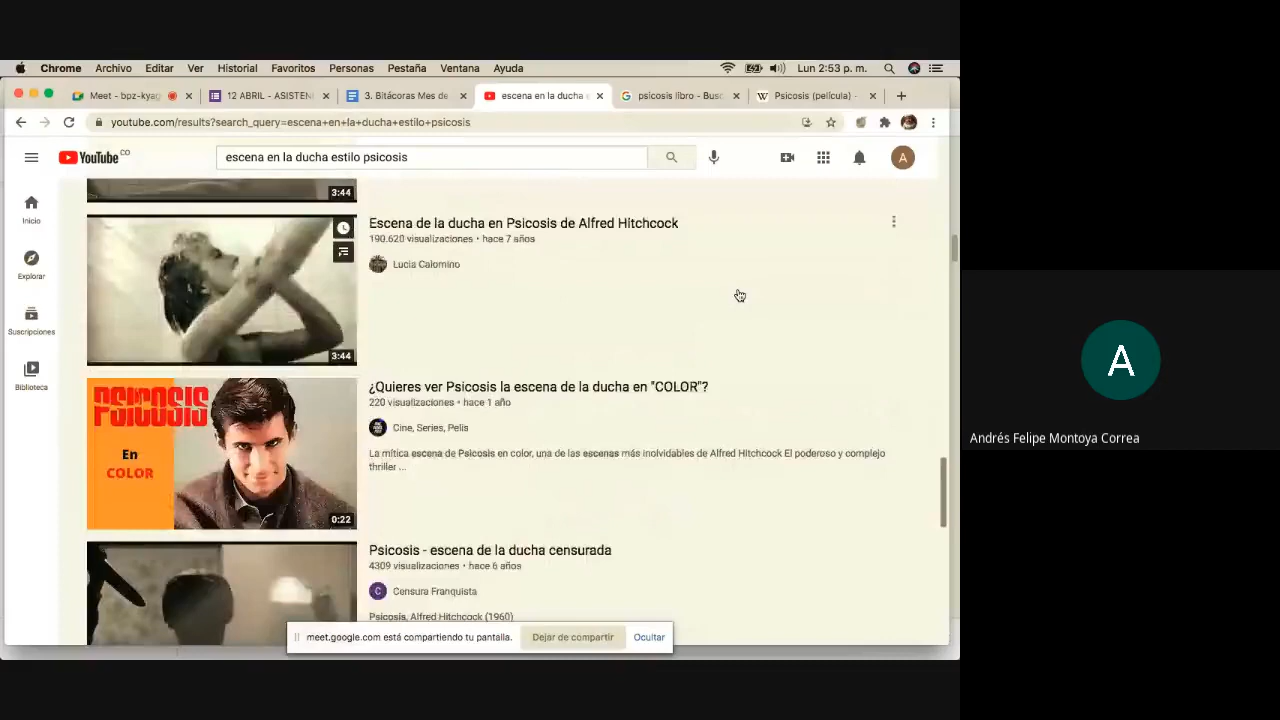 Chrome Archivo Editar Ver Historial Favoritos Personas Pestaña Ventana Ayuda Lun 2:53 p. m.
Meet - bpz-kyag 12 ABRIL - ASISTEN 3. Bitácoras Mes de escena en la ducha e psicosis libro - Bus Psicosis (película) -
youtube.com/results?search_query=escena+en+la+ducha+estilo+psicosis
YouTube CO
escena en la ducha estilo psicosis
A
Inicio
Explorar
Suscripciones
Biblioteca
3:44
Escena de la ducha en Psicosis de Alfred Hitchcock
190.620 visualizaciones • hace 7 años
Lucia Calomino
3:44
¿Quieres ver Psicosis la escena de la ducha en "COLOR"?
220 visualizaciones • hace 1 año
Cine, Series, Pelis
La mítica escena de Psicosis en color, una de las escenas más inolvidables de Alfred Hitchcock El poderoso y complejo
thriller ...
PSICOSIS
En
COLOR
0:22
Psicosis - escena de la ducha censurada
4309 visualizaciones • hace 6 años
C Censura Franquista
Psicosis, Alfred Hitchcock (1960)
meet.google.com está compartiendo tu pantalla. Dejar de compartir Ocultar
A
Andrés Felipe Montoya Correa